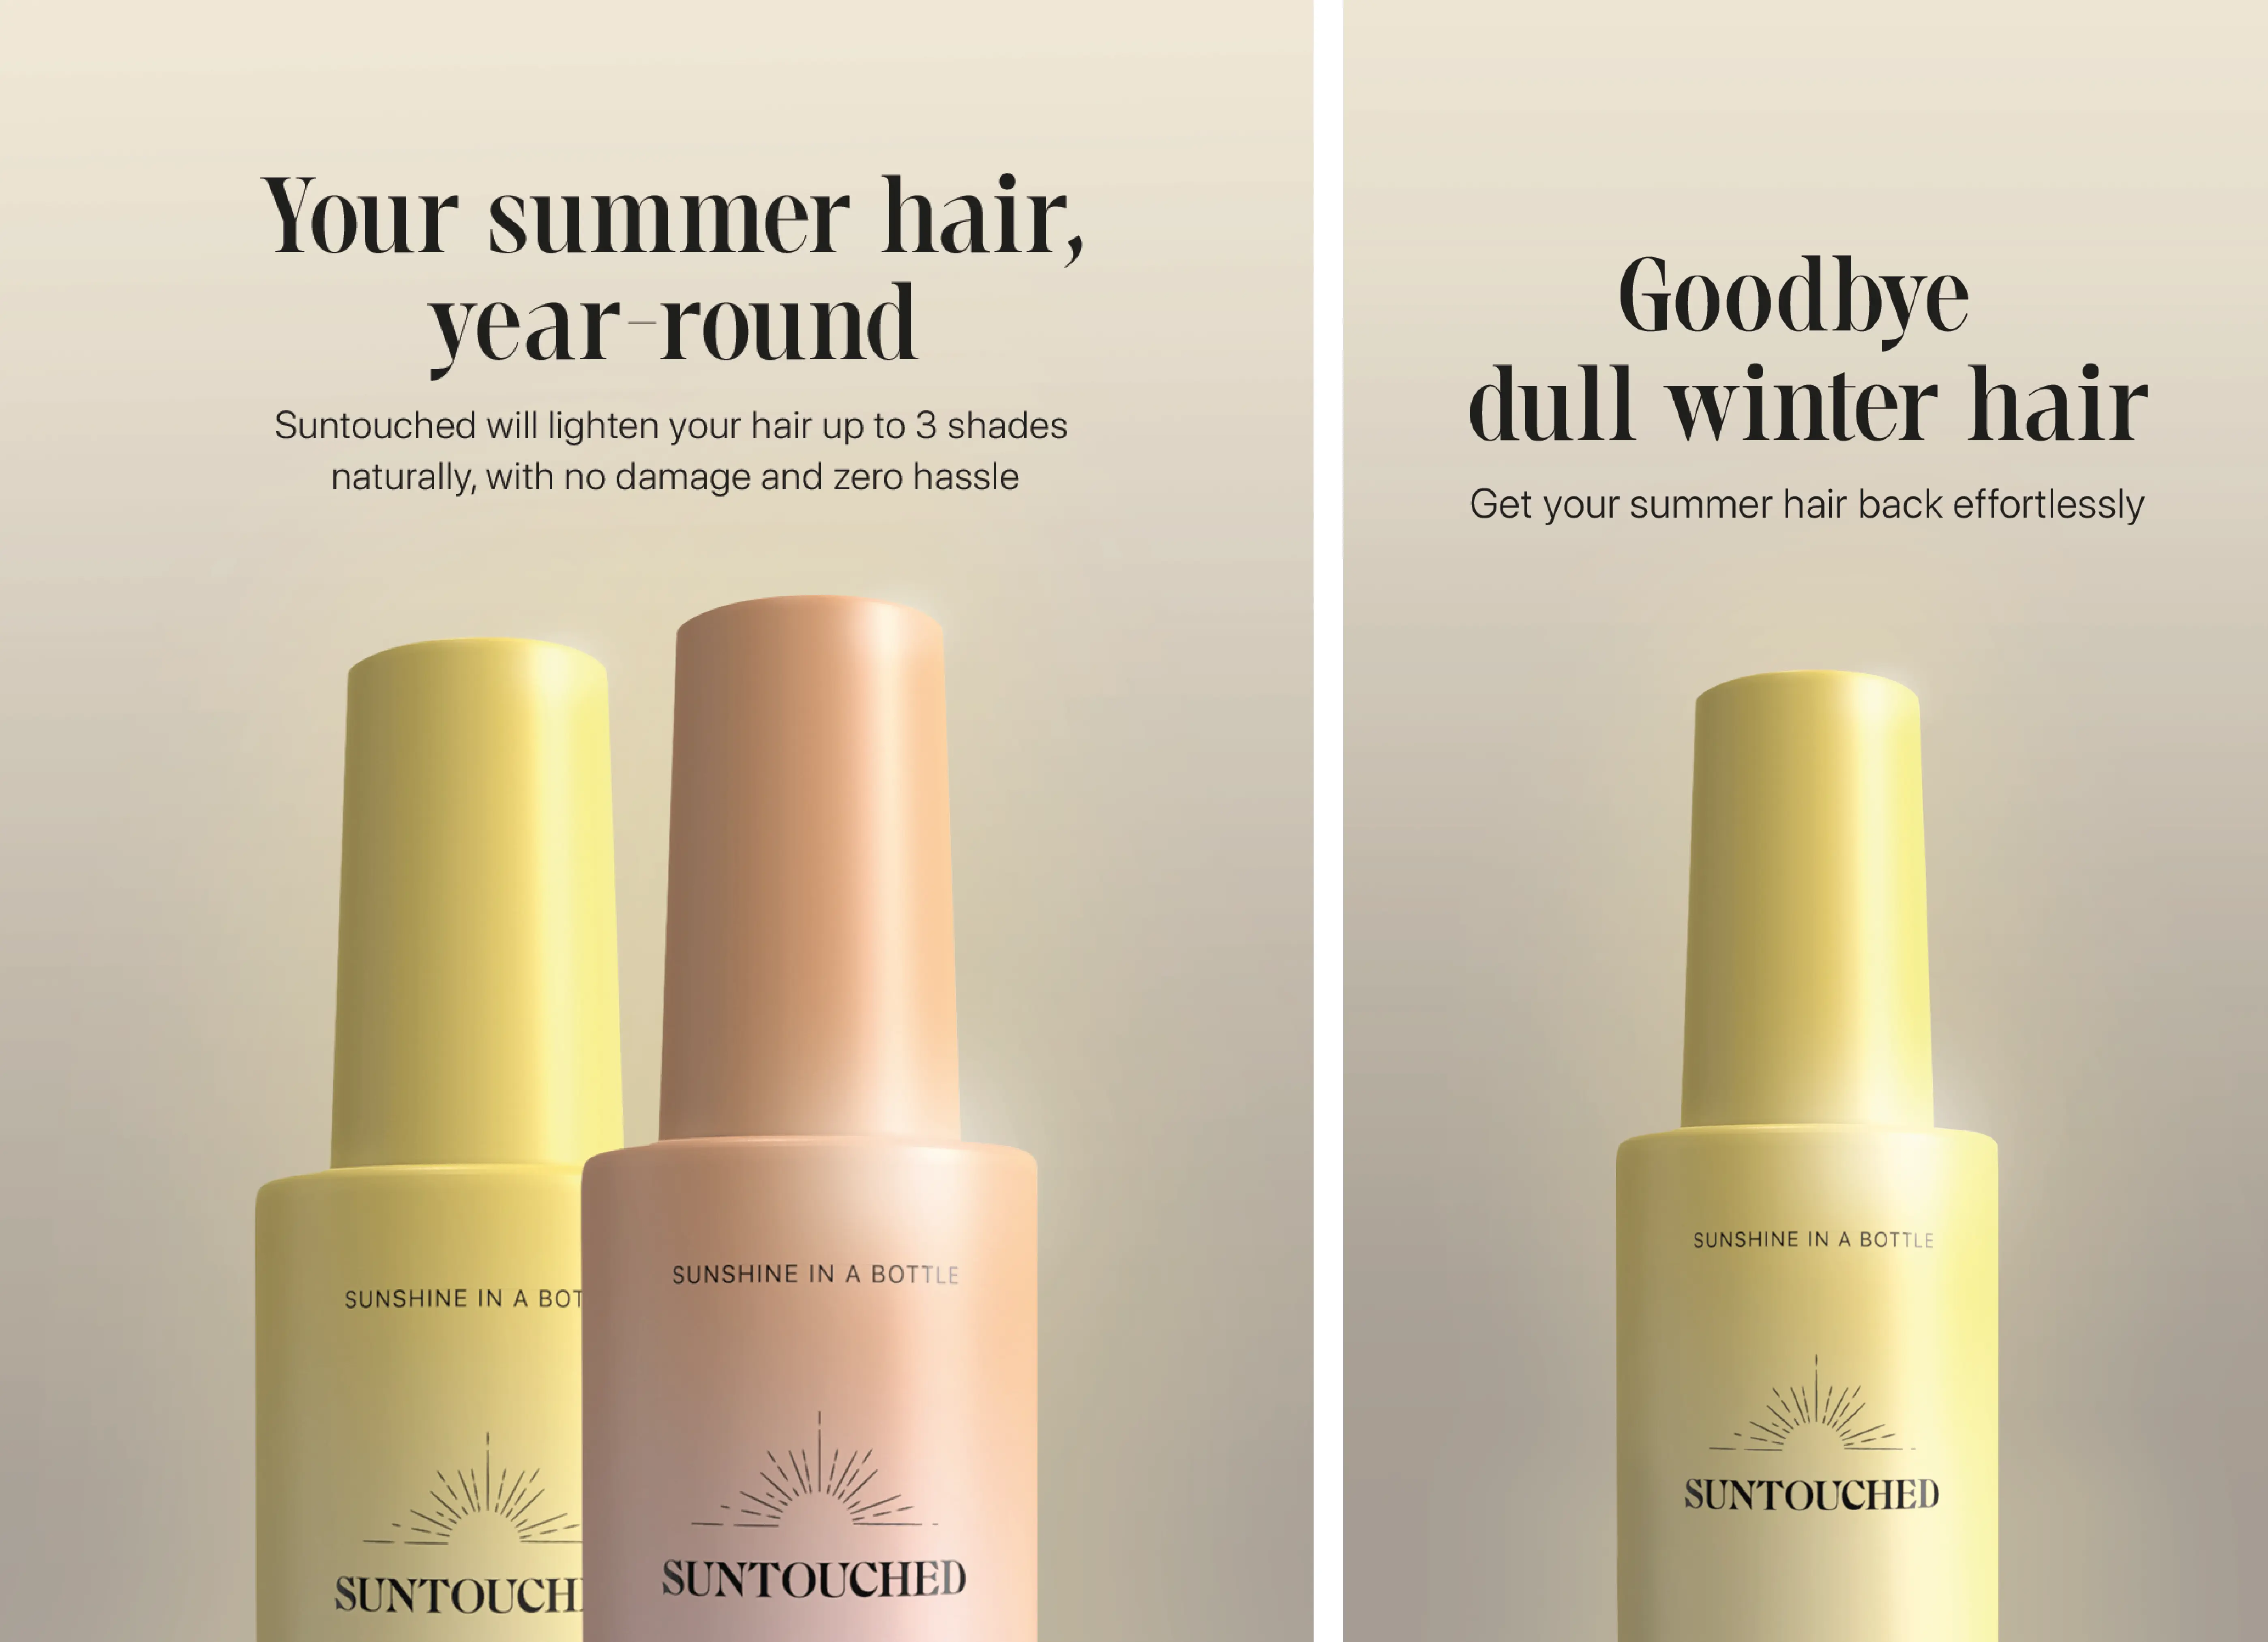 Your summer hair,
year-round
Suntouched will lighten your hair up to 3 shades
naturally, with no damage and zero hassle
SUNSHINE IN A BOT
SUNTOUCH
SUNSHINE IN A BOTTLE
SUNTOUCHED
Goodbye
dull winter hair
Get your summer hair back effortlessly
SUNSHINE IN A BOTTLE
SUNTOUCHED